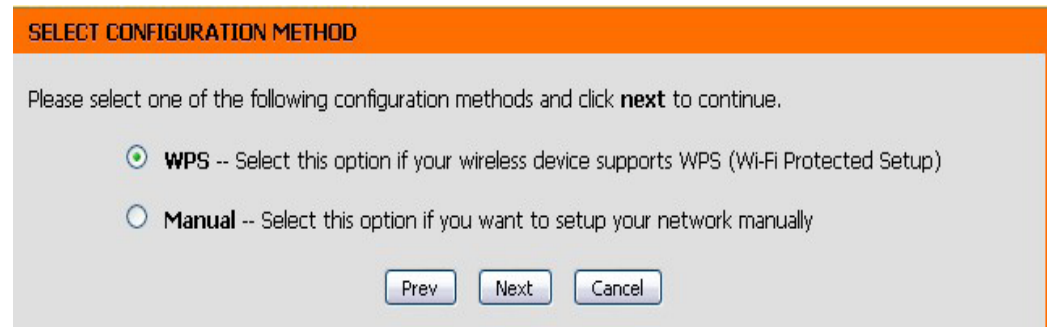 SELECT CONFIGURATION METHOD
Please select one of the following configuration methods and click next to continue.
WPS -- Select this option if your wireless device supports WPS (Wi-Fi Protected Setup)
Manual -- Select this option if you want to setup your network manually
Prev Next Cancel